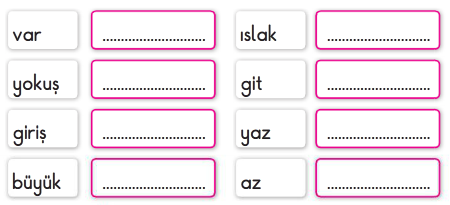 var ................................ ıslak ................................
yokuş ................................ git ................................
giriş ................................ yaz ................................
büyük ................................ az ................................